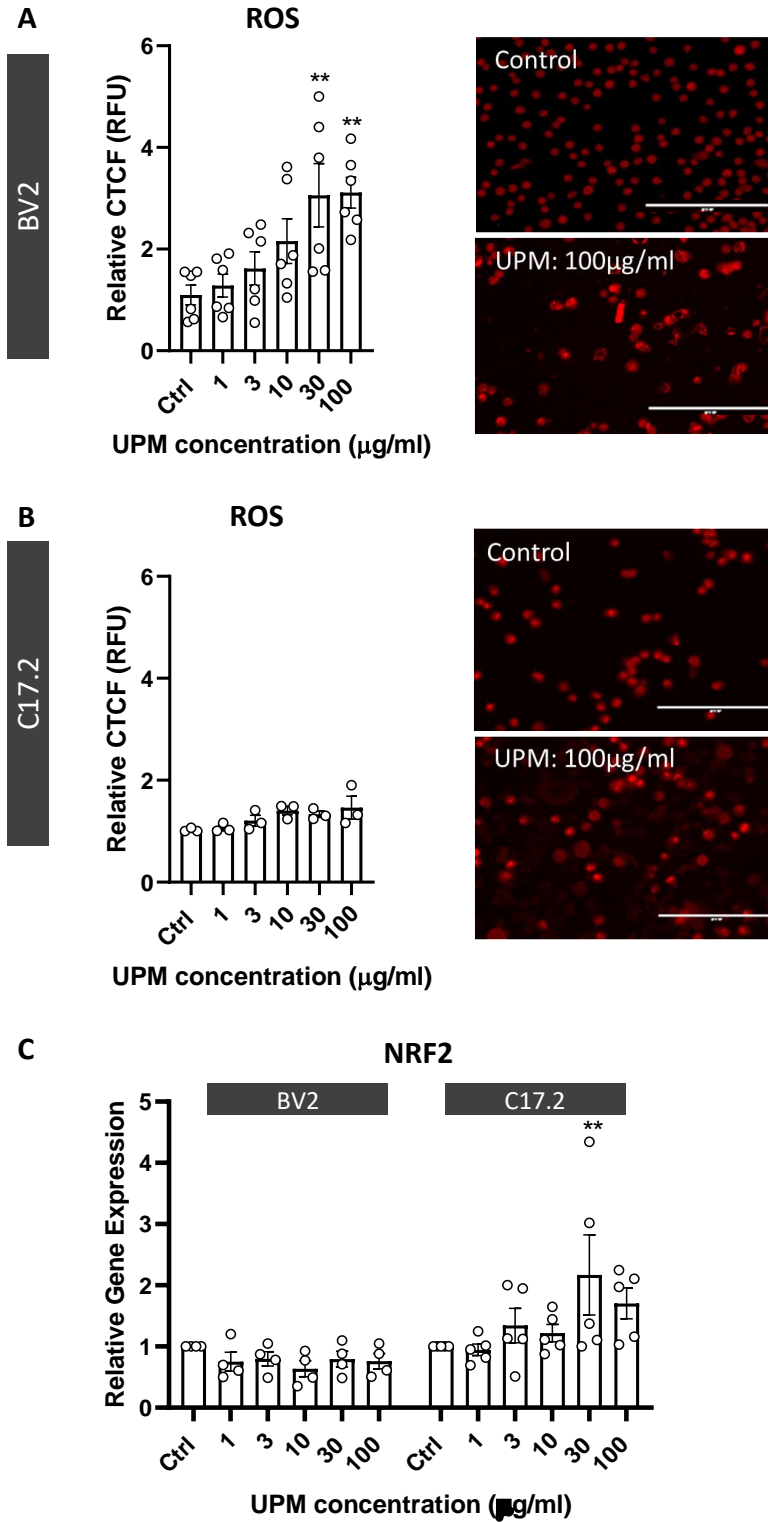 A
ROS
BV2
Relative CTCF (RFU)
6
4
2
0
**
**
Ctrl
1
3
10
30
100
UPM concentration (μg/ml)
Control
UPM: 100μg/ml
B
ROS
C17.2
Relative CTCF (RFU)
6
4
2
0
Ctrl
1
3
10
30
100
UPM concentration (μg/ml)
Control
UPM: 100μg/ml
C
NRF2
BV2
C17.2
Relative Gene Expression
5
4
3
2
1
0
**
Ctrl
1
3
10
30
100
Ctrl
1
3
10
30
100
UPM concentration (μg/ml)